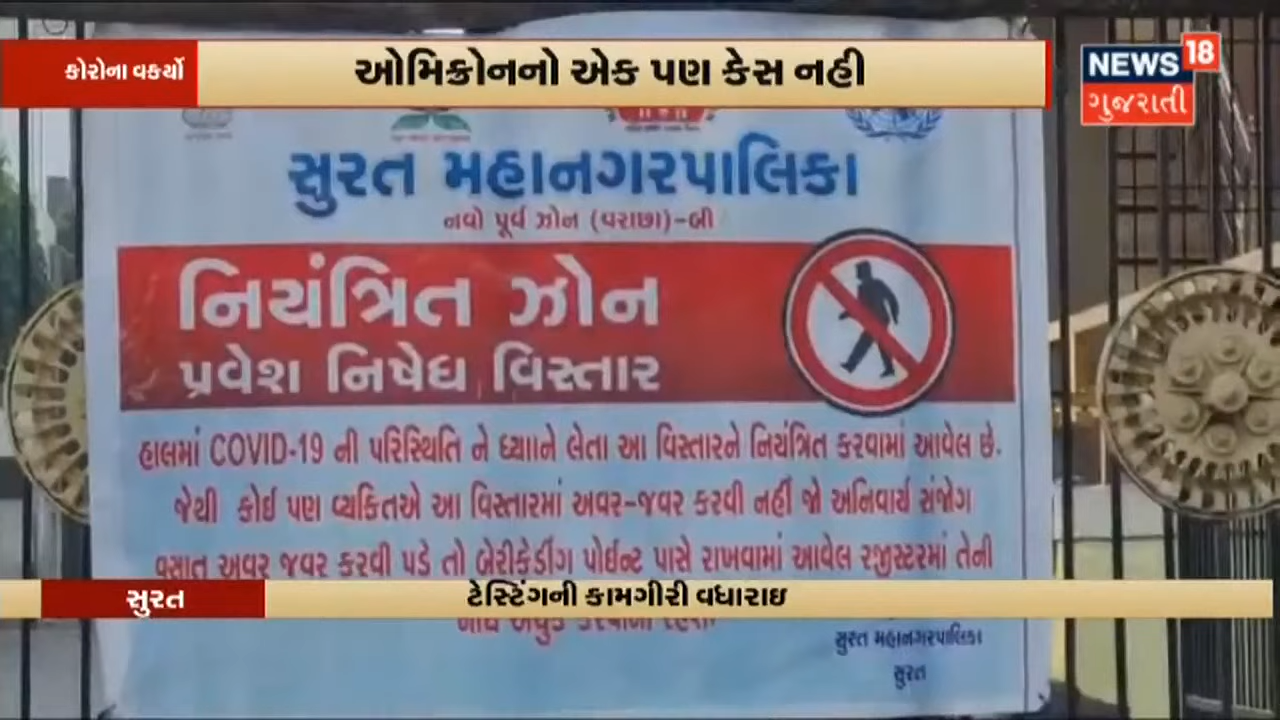 કોરોના વકર્યો
ઓમિક્રોનનો એક પણ કેસ નહી
NEWS 18
ગુજરાતી
સુરત મહાનગરપાલિકા
નવો પૂર્વ ઝોન (વરાછા)-બી
નિયંત્રિત ઝોન
પ્રવેશ નિષેધ વિસ્તાર
હાલમાં COVID-19 ની પરિસ્થિતિ ને ધ્યાને લેતા આ વિસ્તારને નિયંત્રિત કરવામાં આવેલ છે.
જેથી કોઈ પણ વ્યકિતએ આ વિસ્તારમાં અવર-જવર કરવી નહીં જો અનિવાર્ય સંજોગ
વસાત અવર જવર કરવી પડે તો બેરીકેડીંગ પોઈન્ટ પાસે રાખવામાં આવેલ રજીસ્ટરમાં તેની
સુરત
ટેસ્ટિંગની કામગીરી વધારાઇ
સુરત મહાનગરપાલિકા
સુરત